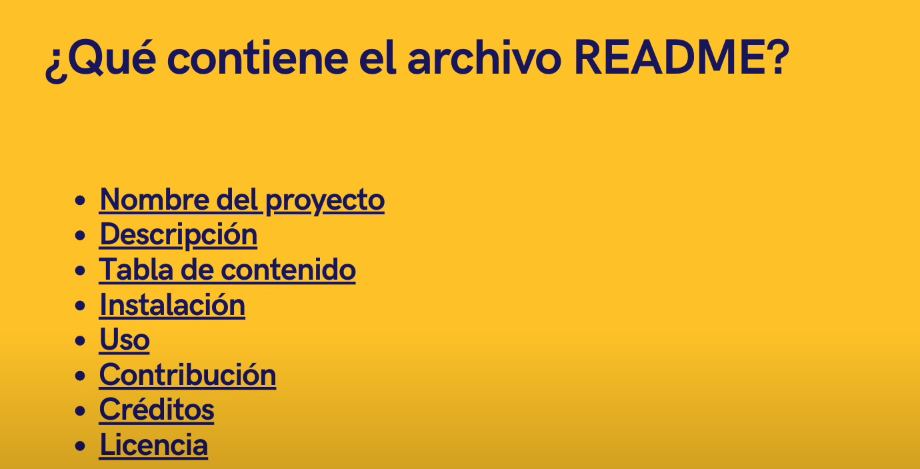 ¿Qué contiene el archivo README?
• Nombre del proyecto
• Descripción
• Tabla de contenido
• Instalación
• Uso
• Contribución
• Créditos
• Licencia